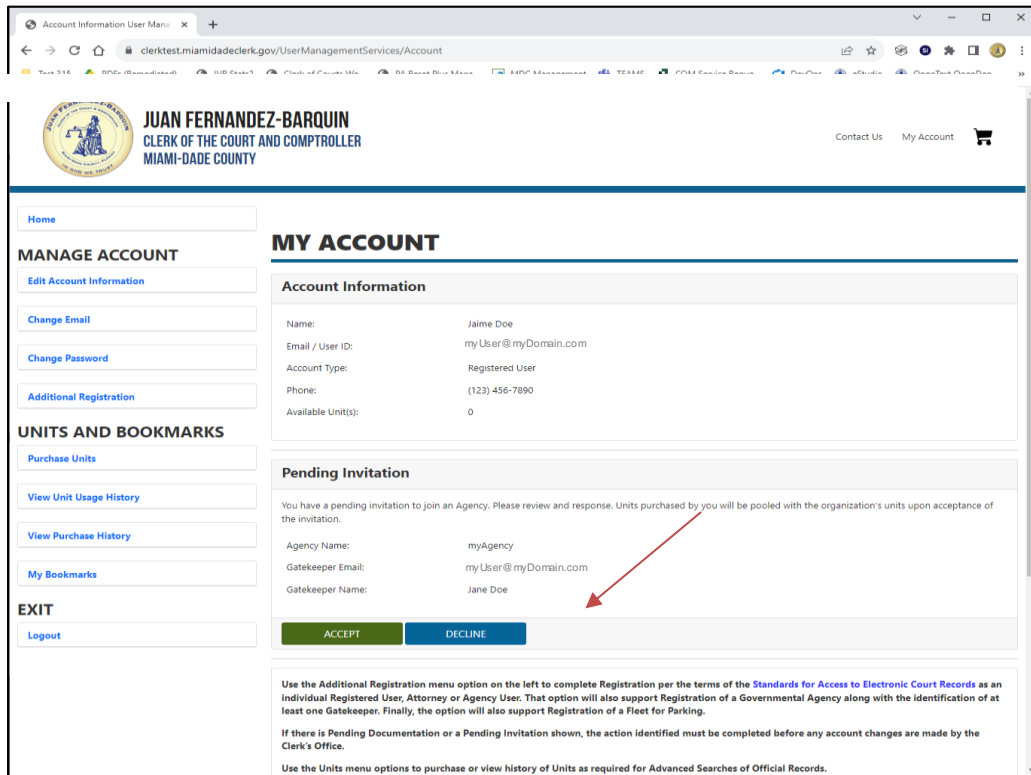 Account Information User Mana
clerktest.miamidadeclerk.gov/UserManagementServices/Account
JUAN FERNANDEZ-BARQUIN
CLERK OF THE COURT AND COMPTROLLER
MIAMI-DADE COUNTY
Contact Us My Account
Home
MANAGE ACCOUNT
Edit Account Information
Change Email
Change Password
Additional Registration
UNITS AND BOOKMARKS
Purchase Units
View Unit Usage History
View Purchase History
My Bookmarks
EXIT
Logout
MY ACCOUNT
Account Information
Name: Jaime Doe
Email / User ID: myUser@myDomain.com
Account Type: Registered User
Phone: (123) 456-7890
Available Unit(s): 0
Pending Invitation
You have a pending invitation to join an Agency. Please review and response. Units purchased by you will be pooled with the organization's units upon acceptance of
the invitation.
Agency Name: myAgency
Gatekeeper Email: myUser@myDomain.com
Gatekeeper Name: Jane Doe
ACCEPT DECLINE
Use the Additional Registration menu option on the left to complete Registration per the terms of the Standards for Access to Electronic Court Records as an
individual Registered User, Attorney or Agency User. That option will also support Registration of a Governmental Agency along with the identification of at
least one Gatekeeper. Finally, the option will also support Registration of a Fleet for Parking.
If there is Pending Documentation or a Pending Invitation shown, the action identified must be completed before any account changes are made by the
Clerk's Office.
Use the Units menu options to purchase or view history of Units as required for Advanced Searches of Official Records.